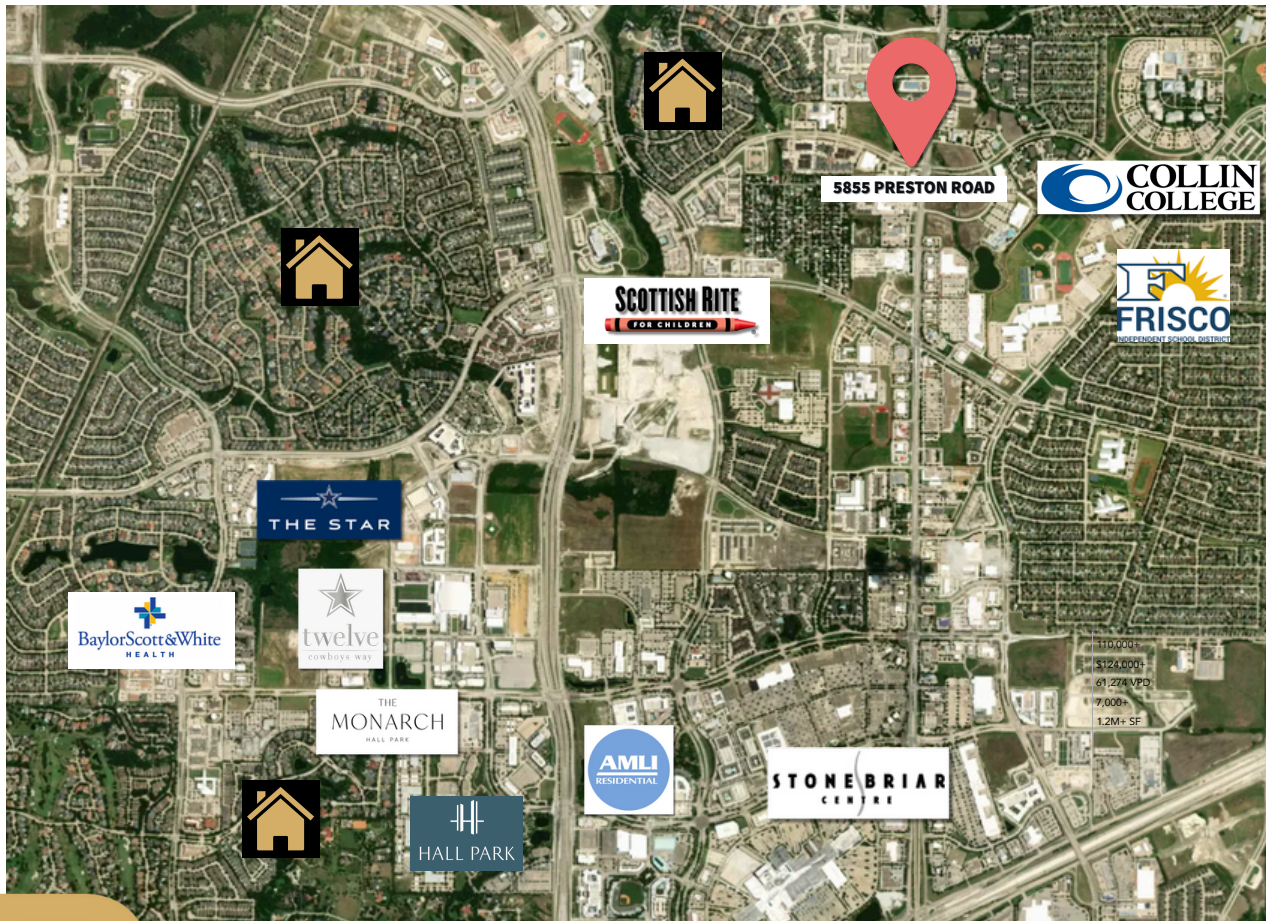 5855 PRESTON ROAD
COLLIN
COLLEGE
F
FRISCO
INDEPENDENT SCHOOL DISTRICT
SCOTTISH RITE
FOR CHILDREN
THE STAR
twelve
cowboys way
BaylorScott&White
HEALTH
110,000+
$124,000+
61,274 VPD
7,000+
1.2M+ SF
THE
MONARCH
HALL PARK
AMLI
RESIDENTIAL
STONEBRIAR
CENTRE
H
HALL PARK